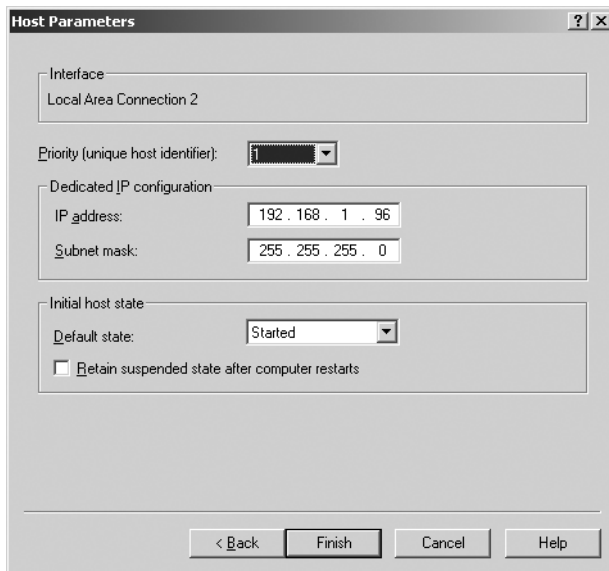 Host Parameters
Interface
Local Area Connection 2
Priority (unique host identifier):
1
Dedicated IP configuration
IP address:
192 . 168 . 1 . 96
Subnet mask:
255 . 255 . 255 . 0
Initial host state
Default state:
Started
Retain suspended state after computer restarts
< Back
Finish
Cancel
Help